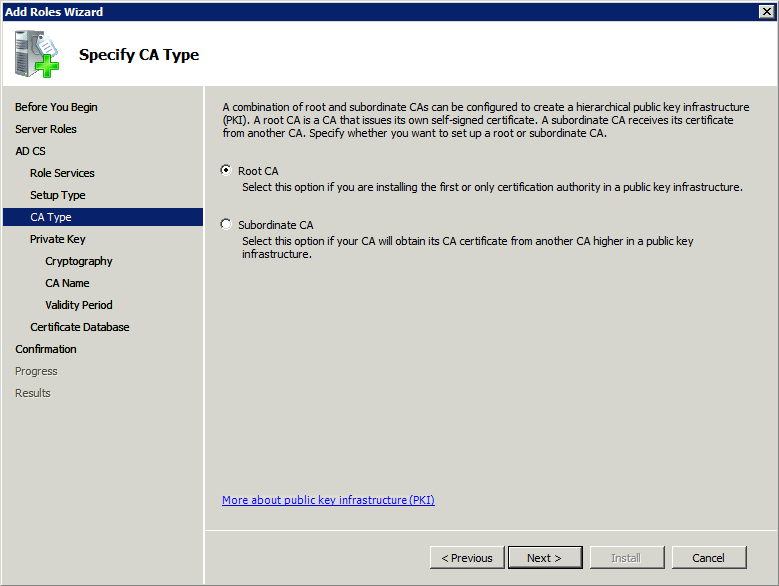 Add Roles Wizard
Specify CA Type
Before You Begin
Server Roles
AD CS
Role Services
Setup Type
CA Type
Private Key
Cryptography
CA Name
Validity Period
Certificate Database
Confirmation
Progress
Results
A combination of root and subordinate CAs can be configured to create a hierarchical public key infrastructure
(PKI). A root CA is a CA that issues its own self-signed certificate. A subordinate CA receives its certificate
from another CA. Specify whether you want to set up a root or subordinate CA.
Root CA
Select this option if you are installing the first or only certification authority in a public key infrastructure.
Subordinate CA
Select this option if your CA will obtain its CA certificate from another CA higher in a public key
infrastructure.
More about public key infrastructure (PKI)
< Previous
Next >
Install
Cancel